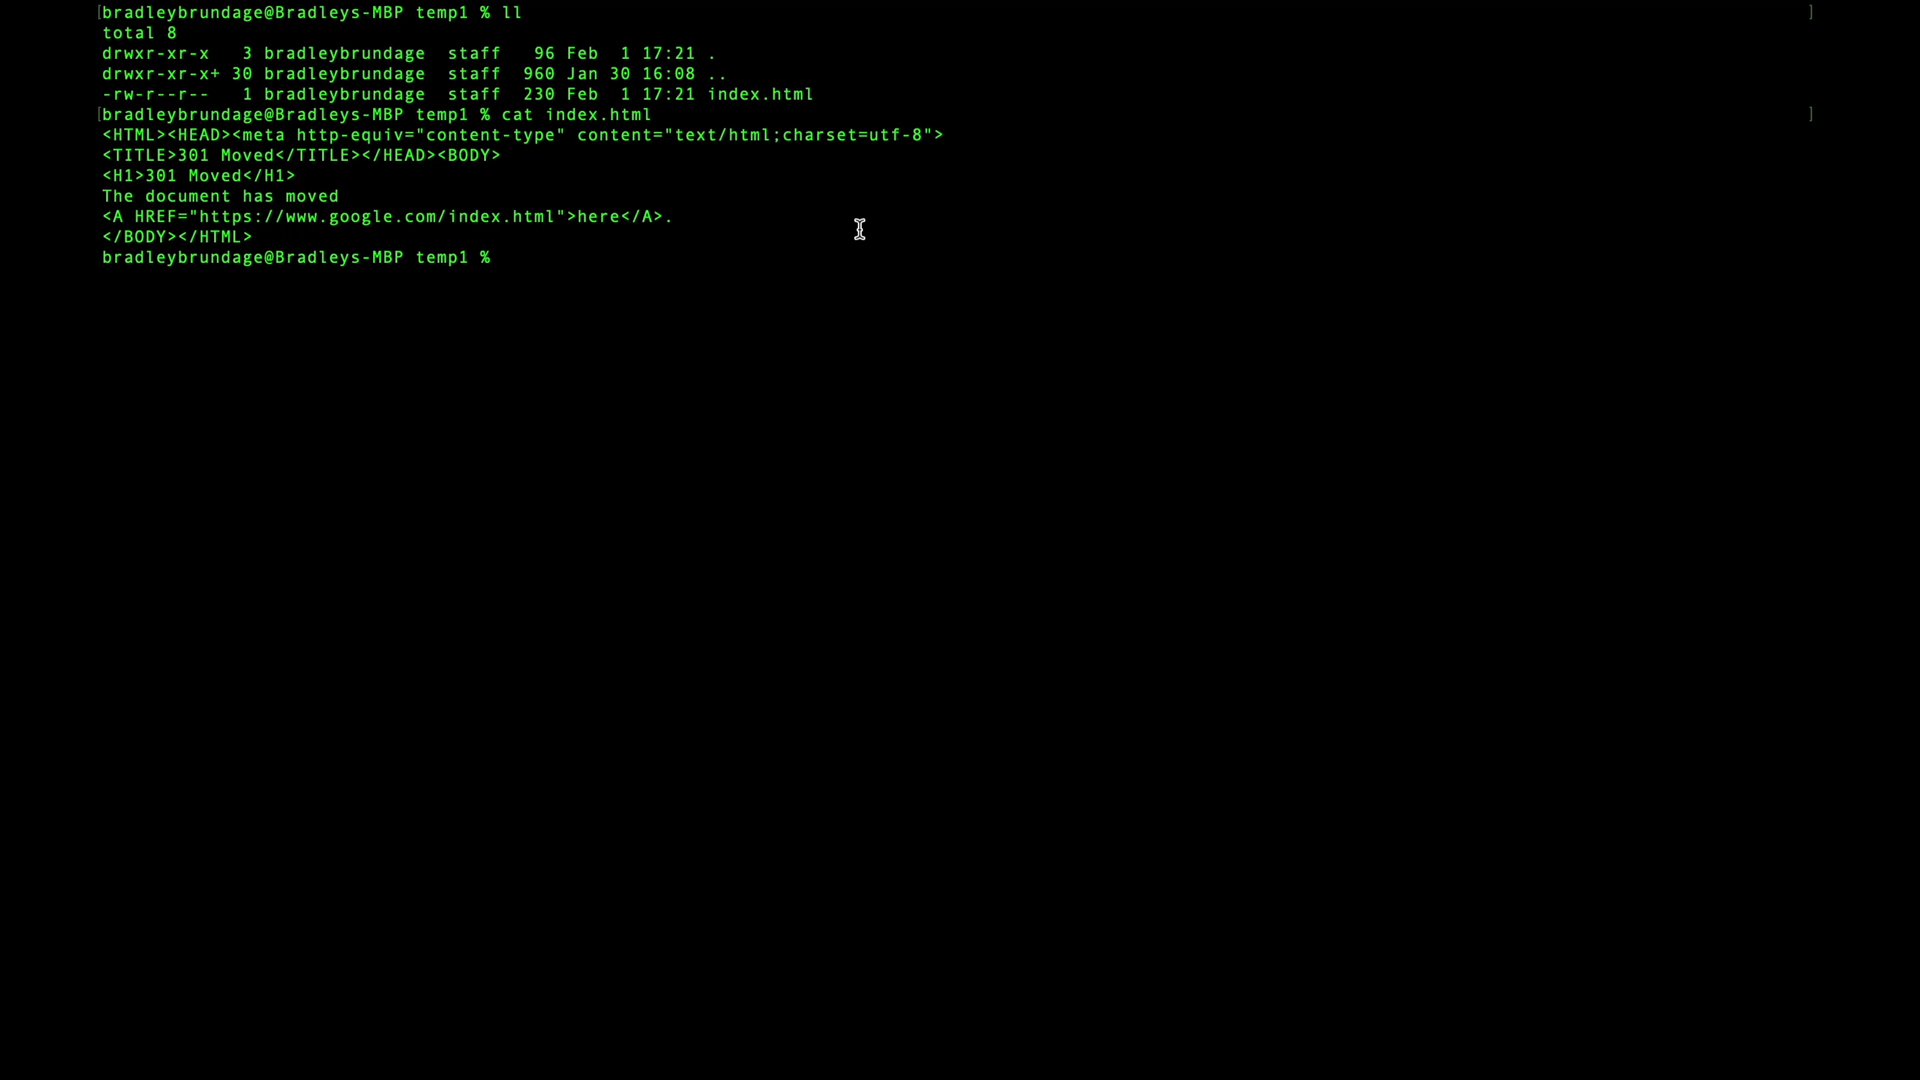 [bradleybrundage@Bradleys-MBP temp1 % ll ]
total 8
drwxr-xr-x   3 bradleybrundage  staff   96 Feb  1 17:21 .
drwxr-xr-x+ 30 bradleybrundage  staff  960 Jan 30 16:08 ..
-rw-r--r--   1 bradleybrundage  staff  230 Feb  1 17:21 index.html
[bradleybrundage@Bradleys-MBP temp1 % cat index.html ]
<HTML><HEAD><meta http-equiv="content-type" content="text/html;charset=utf-8">
<TITLE>301 Moved</TITLE></HEAD><BODY>
<H1>301 Moved</H1>
The document has moved
<A HREF="https://www.google.com/index.html">here</A>.
</BODY></HTML>
bradleybrundage@Bradleys-MBP temp1 %